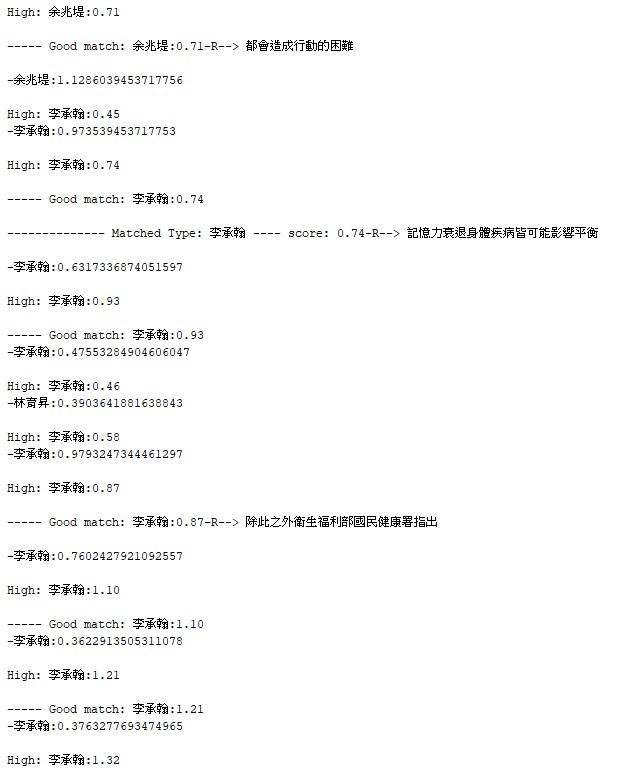 High: 余兆堤:0.71
----- Good match: 余兆堤:0.71-R--> 都會造成行動的困難
-余兆堤:1.1286039453717756
High: 李承翰:0.45
-李承翰:0.973539453717753
High: 李承翰:0.74
----- Good match: 李承翰:0.74
-------------- Matched Type: 李承翰 ---- score: 0.74-R--> 記憶力衰退身體疾病皆可能影響平衡
-李承翰:0.6317336874051597
High: 李承翰:0.93
----- Good match: 李承翰:0.93
-李承翰:0.47553284904606047
High: 李承翰:0.46
-林育昇:0.3903641881638843
High: 李承翰:0.58
-李承翰:0.9793247344461297
High: 李承翰:0.87
----- Good match: 李承翰:0.87-R--> 除此之外衛生福利部國民健康署指出
-李承翰:0.7602427921092557
High: 李承翰:1.10
----- Good match: 李承翰:1.10
-李承翰:0.3622913505311078
High: 李承翰:1.21
----- Good match: 李承翰:1.21
-李承翰:0.3763277693474965
High: 李承翰:1.32